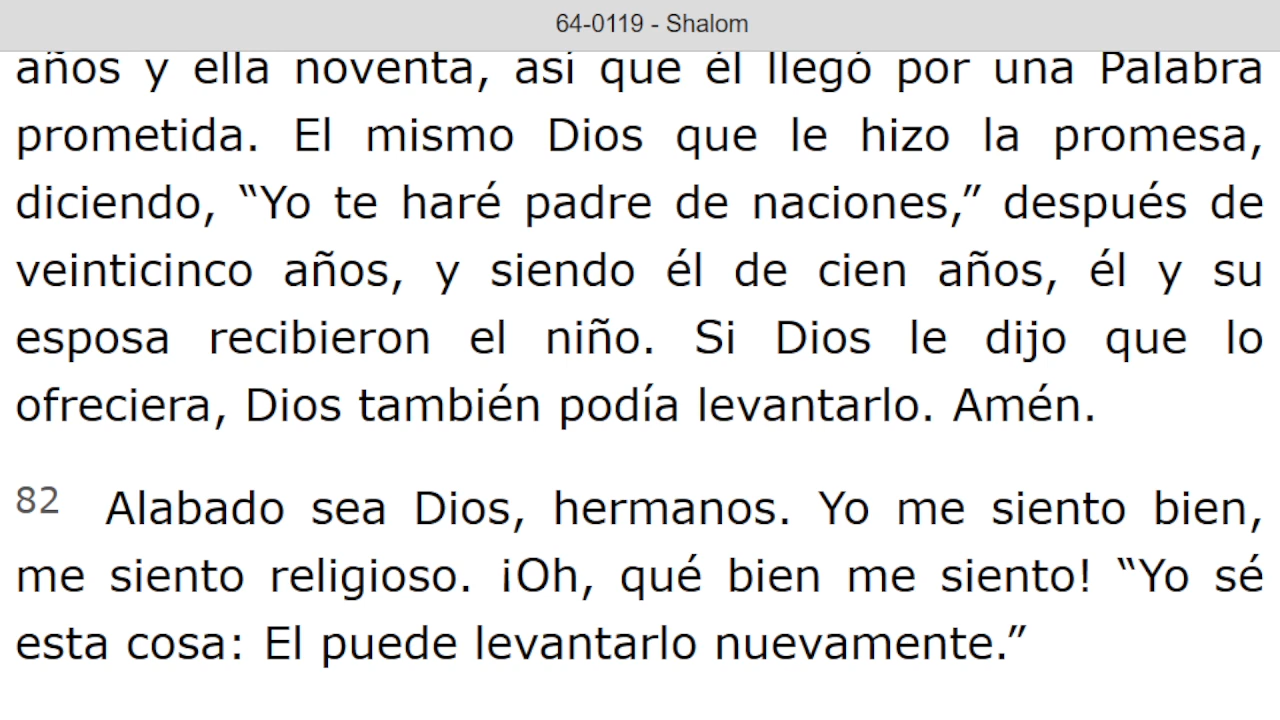 64-0119 - Shalom
años y ella noventa, así que él llegó por una Palabra
prometida. El mismo Dios que le hizo la promesa,
diciendo, “Yo te haré padre de naciones,” después de
veinticinco años, y siendo él de cien años, él y su
esposa recibieron el niño. Si Dios le dijo que lo
ofreciera, Dios también podía levantarlo. Amén.
82 Alabado sea Dios, hermanos. Yo me siento bien,
me siento religioso. ¡Oh, qué bien me siento! “Yo sé
esta cosa: El puede levantarlo nuevamente.”